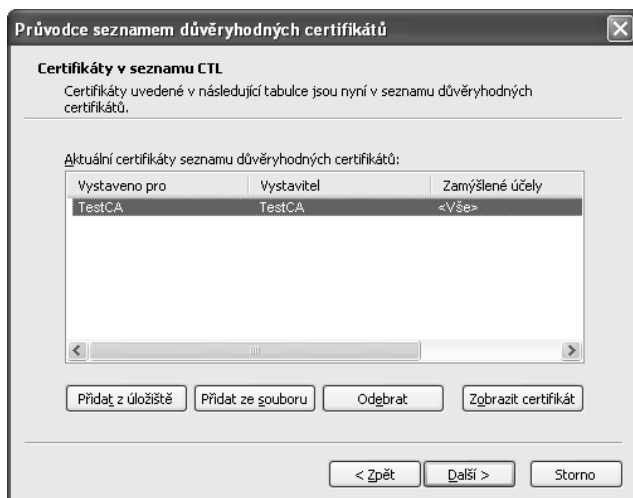 Průvodce seznamem důvěryhodných certifikátů
Certifikáty v seznamu CTL
Certifikáty uvedené v následující tabulce jsou nyní v seznamu důvěryhodných
certifikátů.
Aktuální certifikáty seznamu důvěryhodných certifikátů:
Vystaveno pro Vystavitel Zamýšlené účely
TestCA TestCA <Vše>
Přidat z úložiště Přidat ze souboru Odebrat Zobrazit certifikát
< Zpět Další > Storno